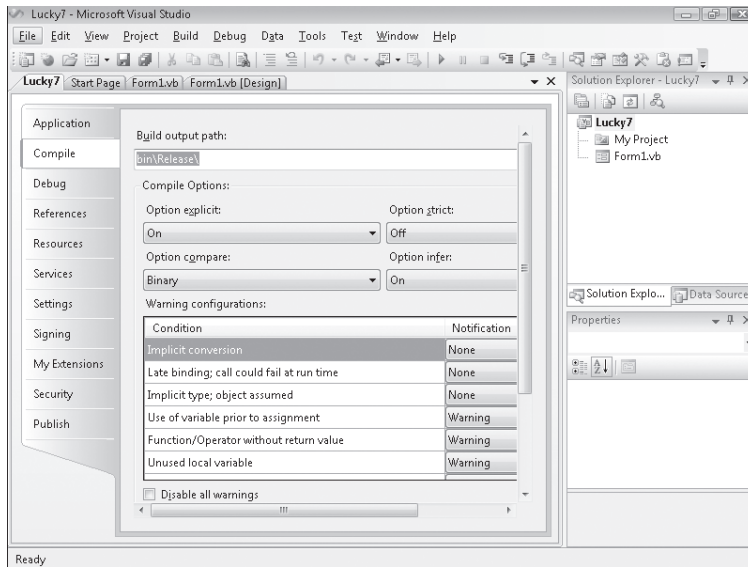 Lucky7 - Microsoft Visual Studio
File Edit View Project Build Debug Data Tools Test Window Help
Lucky7 Start Page Form1.vb Form1.vb [Design]
Solution Explorer - Lucky7
Lucky7
My Project
Form1.vb
Application
Compile
Debug
References
Resources
Services
Settings
Signing
My Extensions
Security
Publish
Build output path:
bin\Release\
Compile Options:
Option explicit: Option strict:
On Off
Option compare: Option infer:
Binary On
Warning configurations:
Condition Notification
Implicit conversion None
Late binding; call could fail at run time None
Implicit type; object assumed None
Use of variable prior to assignment Warning
Function/Operator without return value Warning
Unused local variable Warning
Disable all warnings
Solution Explo... Data Source
Properties
Ready